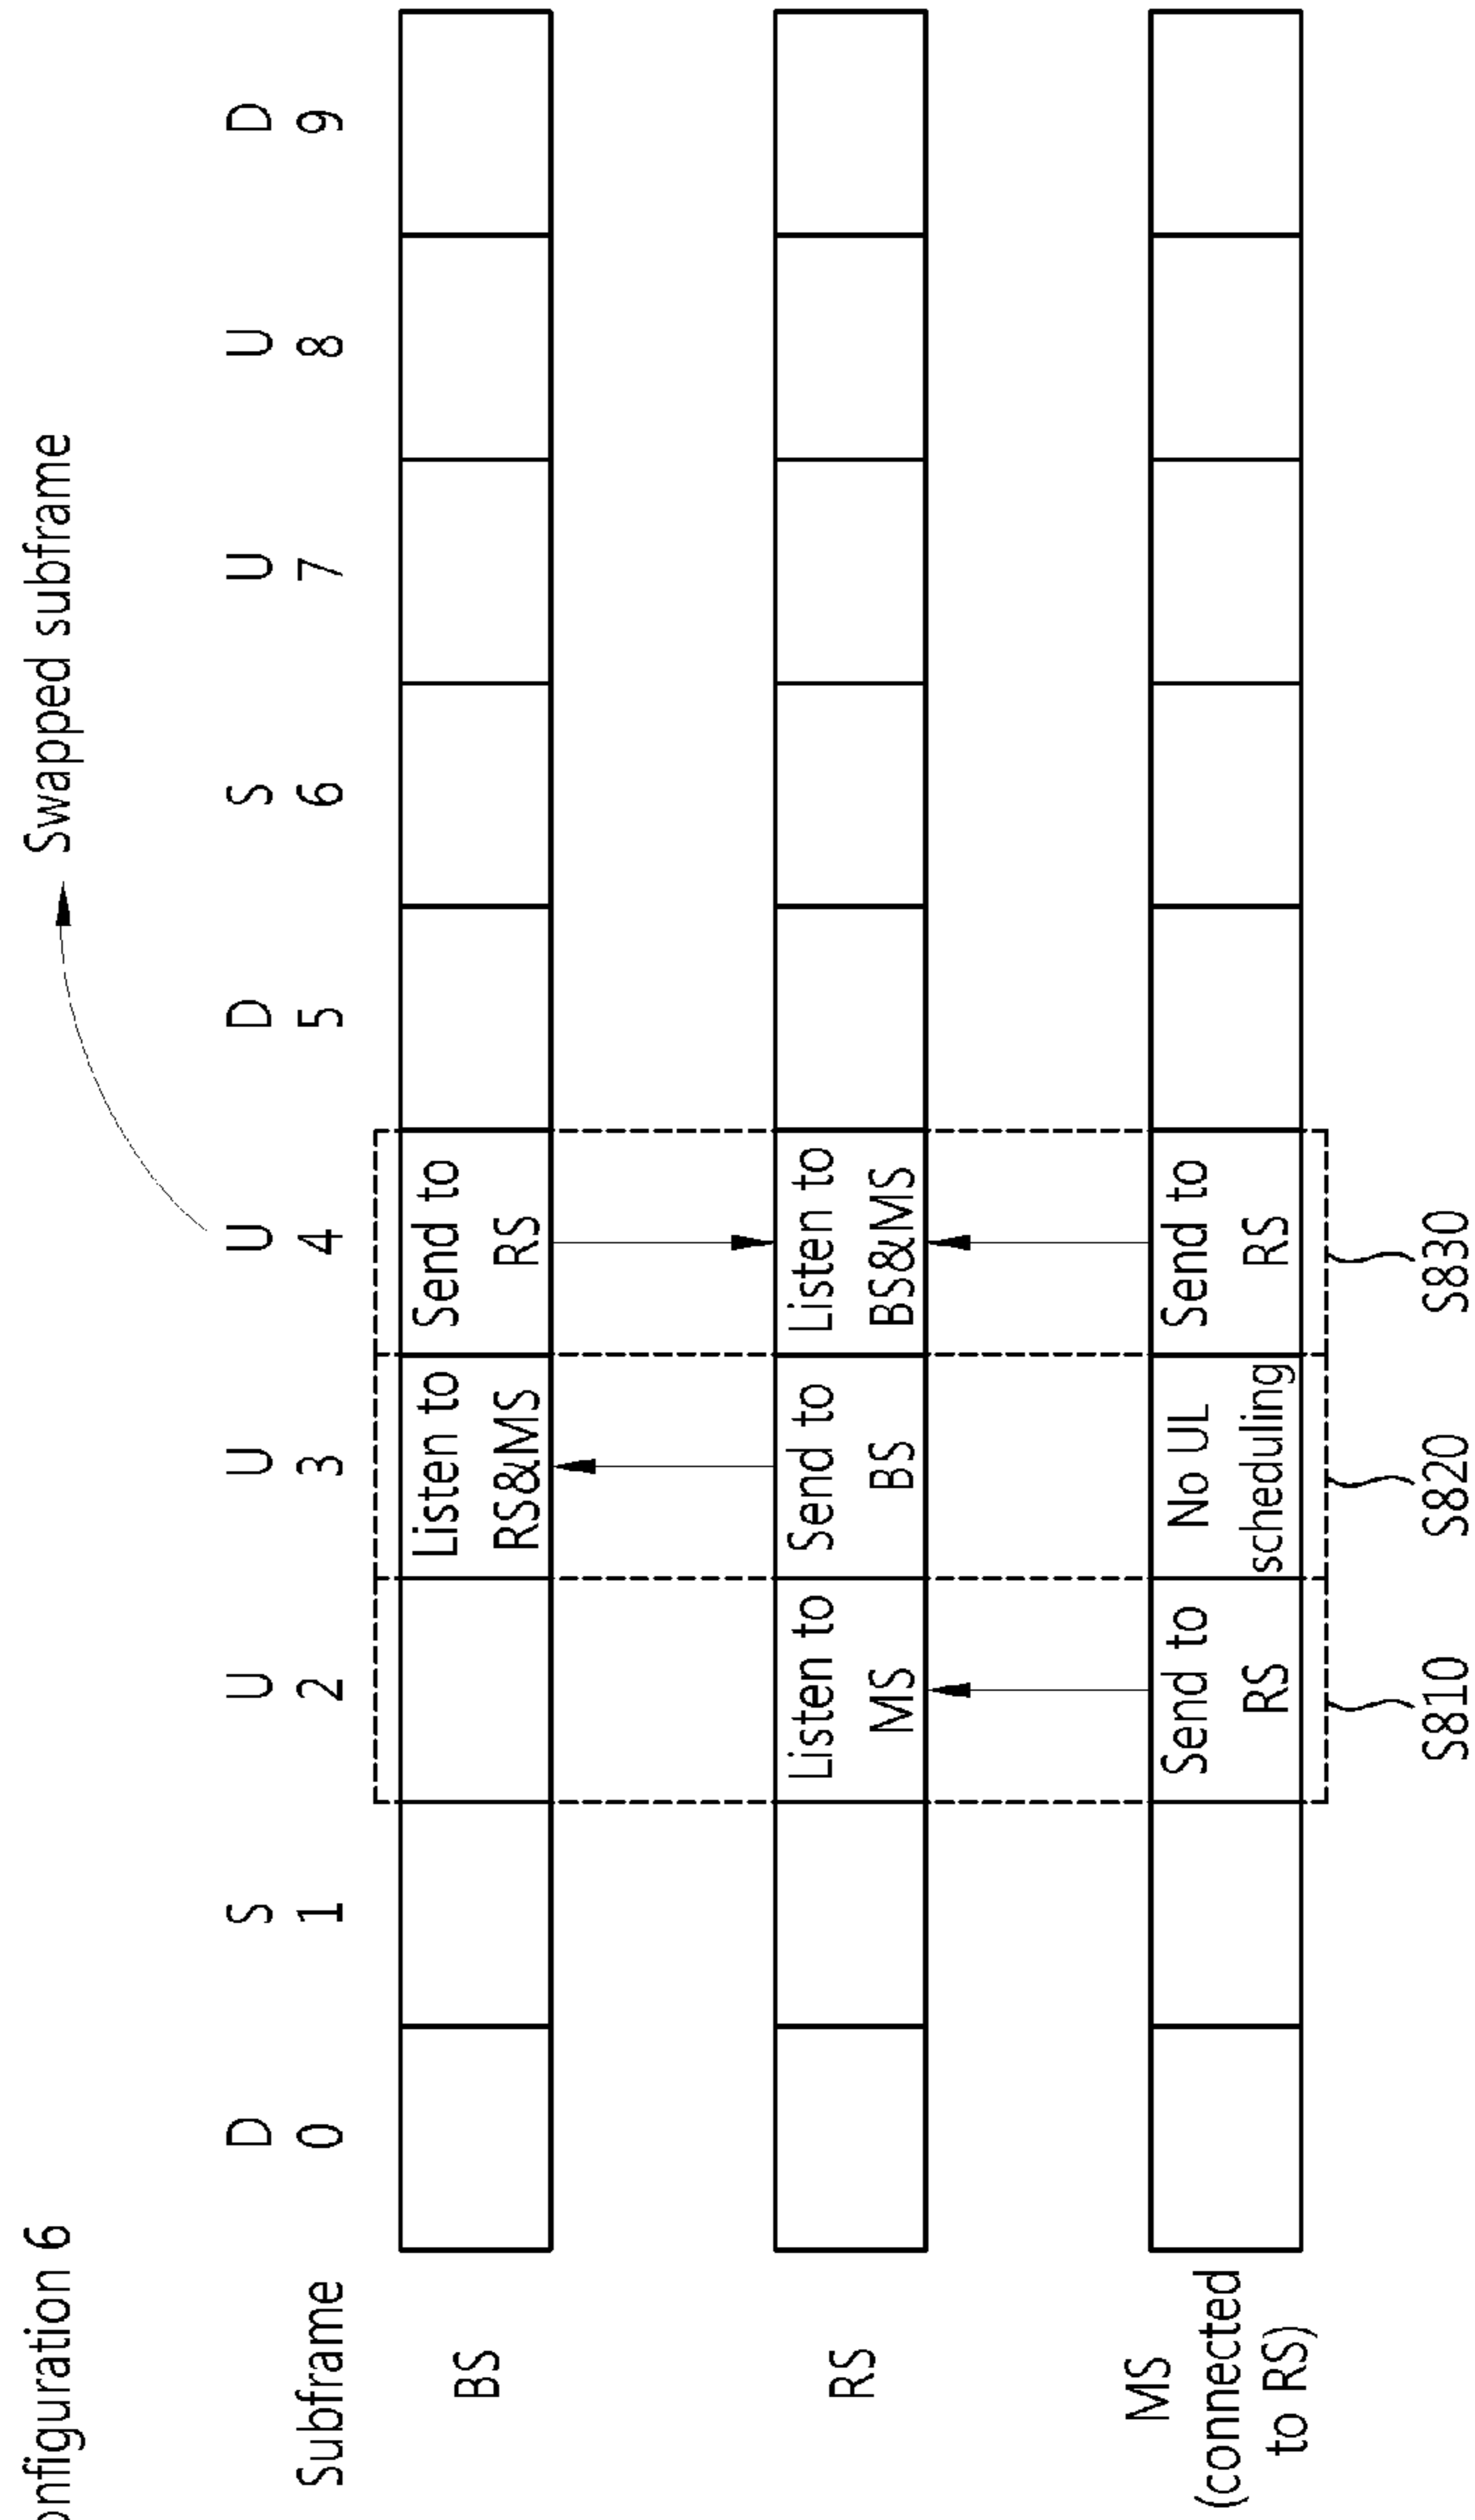 onfiguration 6
Swapped subframe
D S U U U D S U U D
Subframe 0 1 2 3 4 5 6 7 8 9
BS
Listen to
RS&MS
Send to
RS
RS
Listen to
MS
Send to
BS
Listen to
BS&MS
MS
(connected
to RS)
Send to
RS
No UL
scheduling
Send to
RS
S810 S820 S830